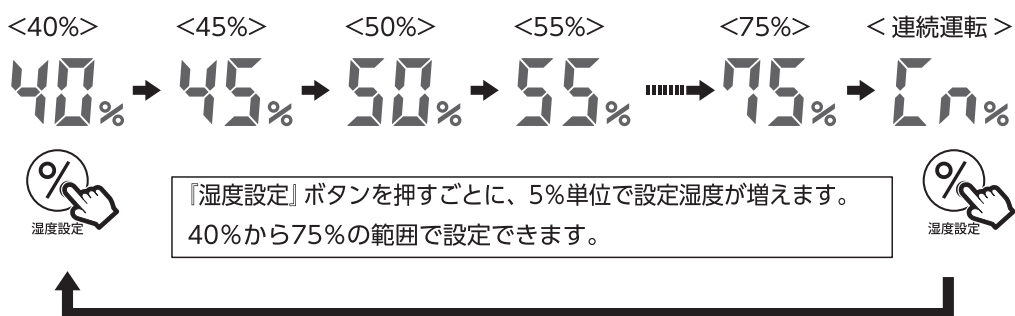 <40%> <45%> <50%> <55%> <75%> <連続運転>
40% 45% 50% 55% 75% Cn%
% %
湿度設定 湿度設定
『湿度設定』ボタンを押すごとに、5%単位で設定湿度が増えます。
40%から75%の範囲で設定できます。